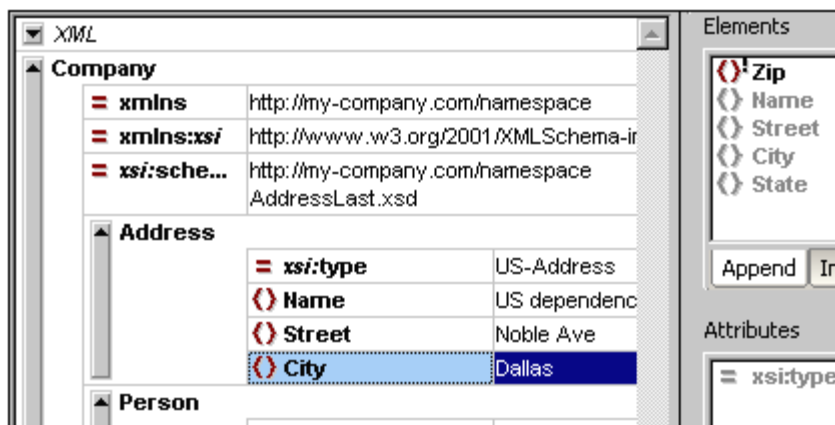 XML
Company
= xmlns http://my-company.com/namespace
= xmlns:xsi http://www.w3.org/2001/XMLSchema-in
= xsi:sche... http://my-company.com/namespace
AddressLast.xsd
Address
= xsi:type US-Address
() Name US dependenc
() Street Noble Ave
() City Dallas
Person
Elements
()! Zip
() Name
() Street
() City
() State
Append In
Attributes
= xsi:type